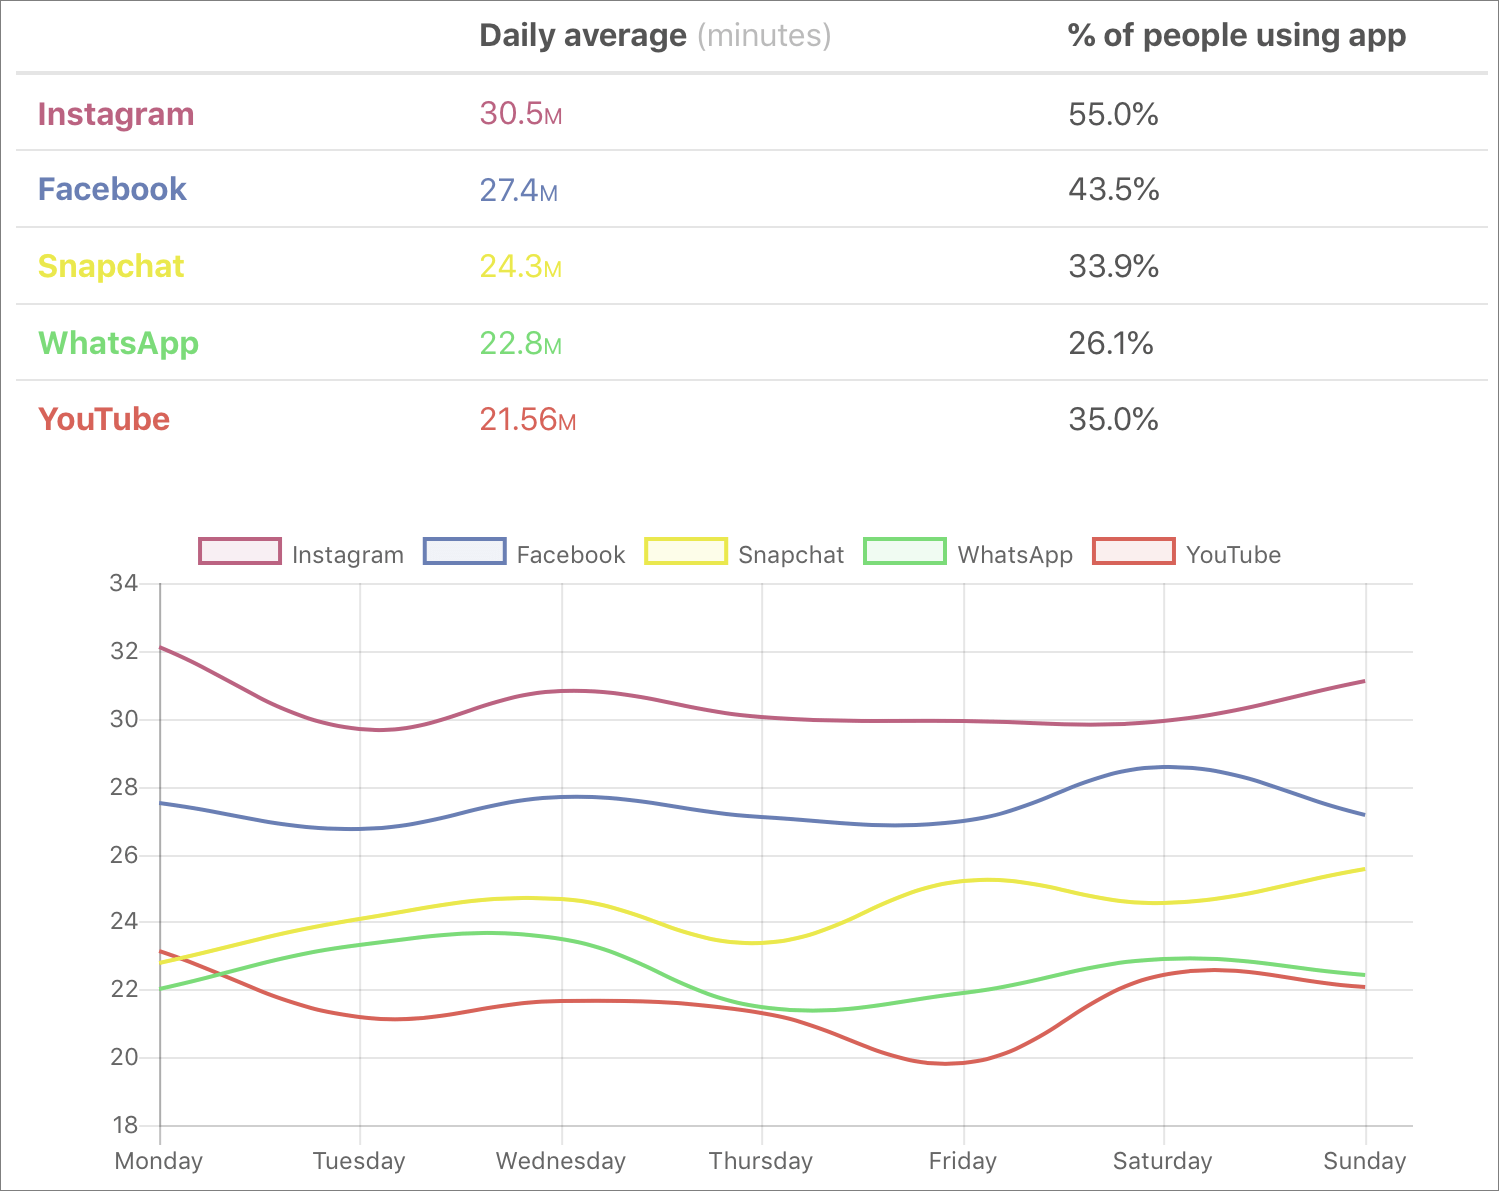 Daily average (minutes) % of people using app
Instagram 30.5M 55.0%
Facebook 27.4M 43.5%
Snapchat 24.3M 33.9%
WhatsApp 22.8M 26.1%
YouTube 21.56M 35.0%
Instagram Facebook Snapchat WhatsApp YouTube
34
32
30
28
26
24
22
20
18
Monday Tuesday Wednesday Thursday Friday Saturday Sunday